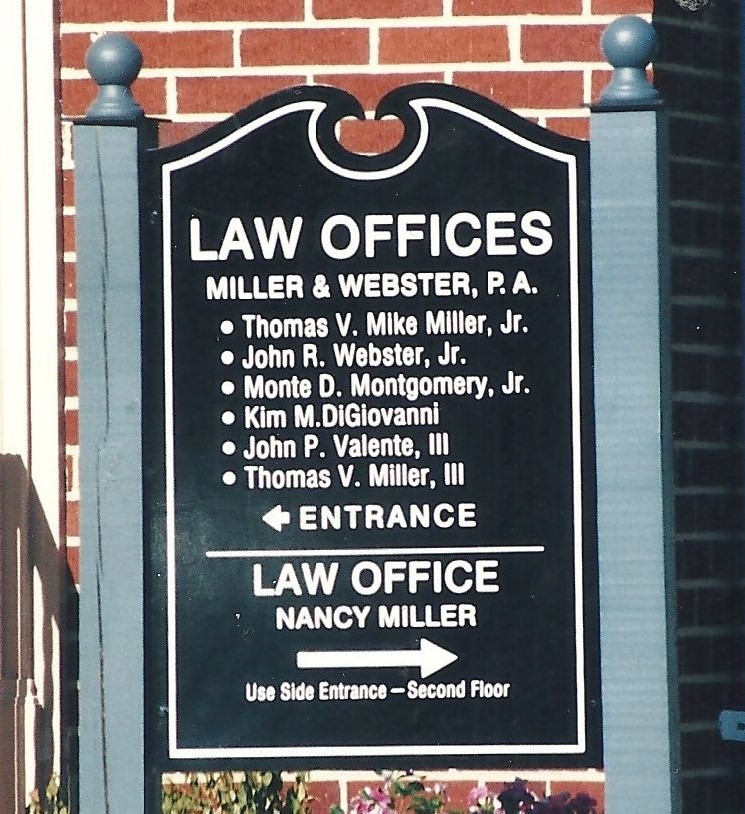 LAW OFFICES
MILLER & WEBSTER, P. A.
• Thomas V. Mike Miller, Jr.
• John R. Webster, Jr.
• Monte D. Montgomery, Jr.
• Kim M.DiGiovanni
• John P. Valente, III
• Thomas V. Miller, III
← ENTRANCE
LAW OFFICE
NANCY MILLER
→
Use Side Entrance — Second Floor